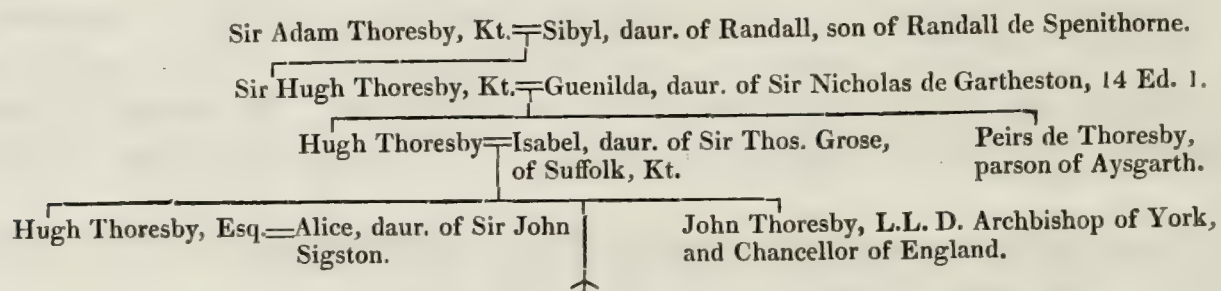 Sir Adam Thoresby, Kt.=Sibyl, daur. of Randall, son of Randall de Spenithorne.
Sir Hugh Thoresby, Kt.=Guenilda, daur. of Sir Nicholas de Gartheston, 14 Ed. 1.
Hugh Thoresby=Isabel, daur. of Sir Thos. Grose,
of Suffolk, Kt.
Peirs de Thoresby,
parson of Aysgarth.
Hugh Thoresby, Esq.=Alice, daur. of Sir John
Sigston.
John Thoresby, L.L. D. Archbishop of York,
and Chancellor of England.